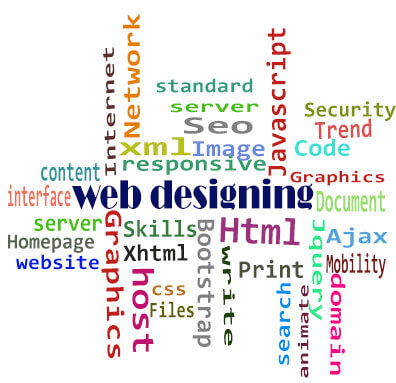 Internet
Network
Javascript
standard
server
Seo
Security
Trend
xml
Image
Code
responsive
content
Graphics
interface
web designing
Document
server
Graphics
Skills
Bootstrap
Html
Jquery
Ajax
Homepage
Xhtml
write
website
host
Print
Mobility
css
Files
search
animate
domain